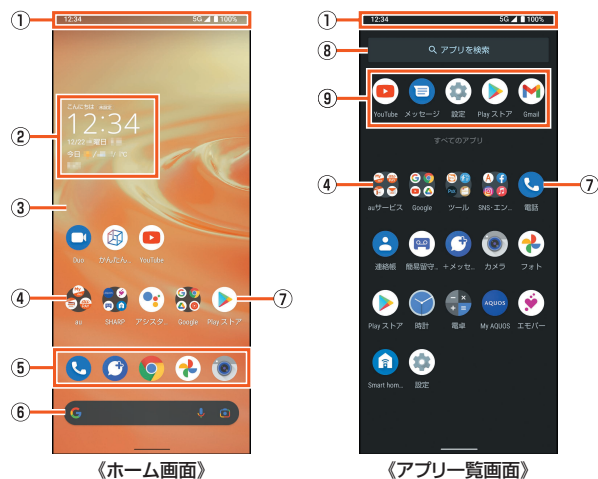 ① 12:34 5G 100%
② こんにちは
12:34
12/22
今日
③
Duo かんたん.. YouTube
④ ⑦
au SHARP アシスタ.. Google Play ストア
⑤
⑥
《ホーム画面》
① 12:34 5G 100%
⑧ アプリを検索
⑨
YouTube メッセージ 設定 Play ストア Gmail
すべてのアプリ
④ ⑦
auサービス Google ツール SNS・エン.. 電話
連絡帳 簡易留守.. +メッセ.. カメラ フォト
AQUOS
Play ストア 時計 電卓 My AQUOS エモパー
Smart hom.. 設定
《アプリ一覧画面》